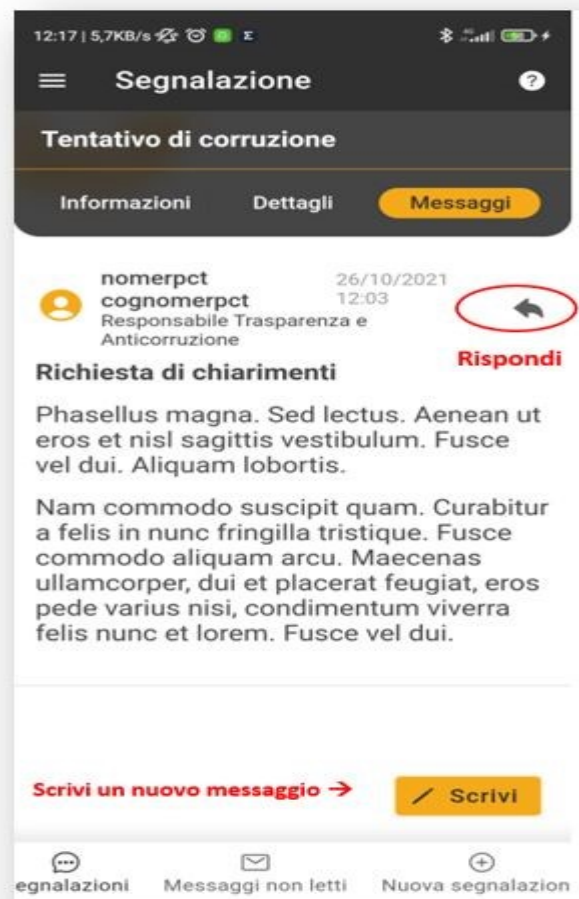 12:17 | 5,7KB/s
Segnalazione ?
Tentativo di corruzione
Informazioni Dettagli Messaggi
nomerpct 26/10/2021
cognomerpct 12:03
Responsabile Trasparenza e
Anticorruzione
Rispondi
Richiesta di chiarimenti
Phasellus magna. Sed lectus. Aenean ut
eros et nisl sagittis vestibulum. Fusce
vel dui. Aliquam lobortis.
Nam commodo suscipit quam. Curabitur
a felis in nunc fringilla tristique. Fusce
commodo aliquam arcu. Maecenas
ullamcorper, dui et placerat feugiat, eros
pede varius nisi, condimentum viverra
felis nunc et lorem. Fusce vel dui.
Scrivi un nuovo messaggio → Scrivi
egnalazioni Messaggi non letti Nuova segnalazion